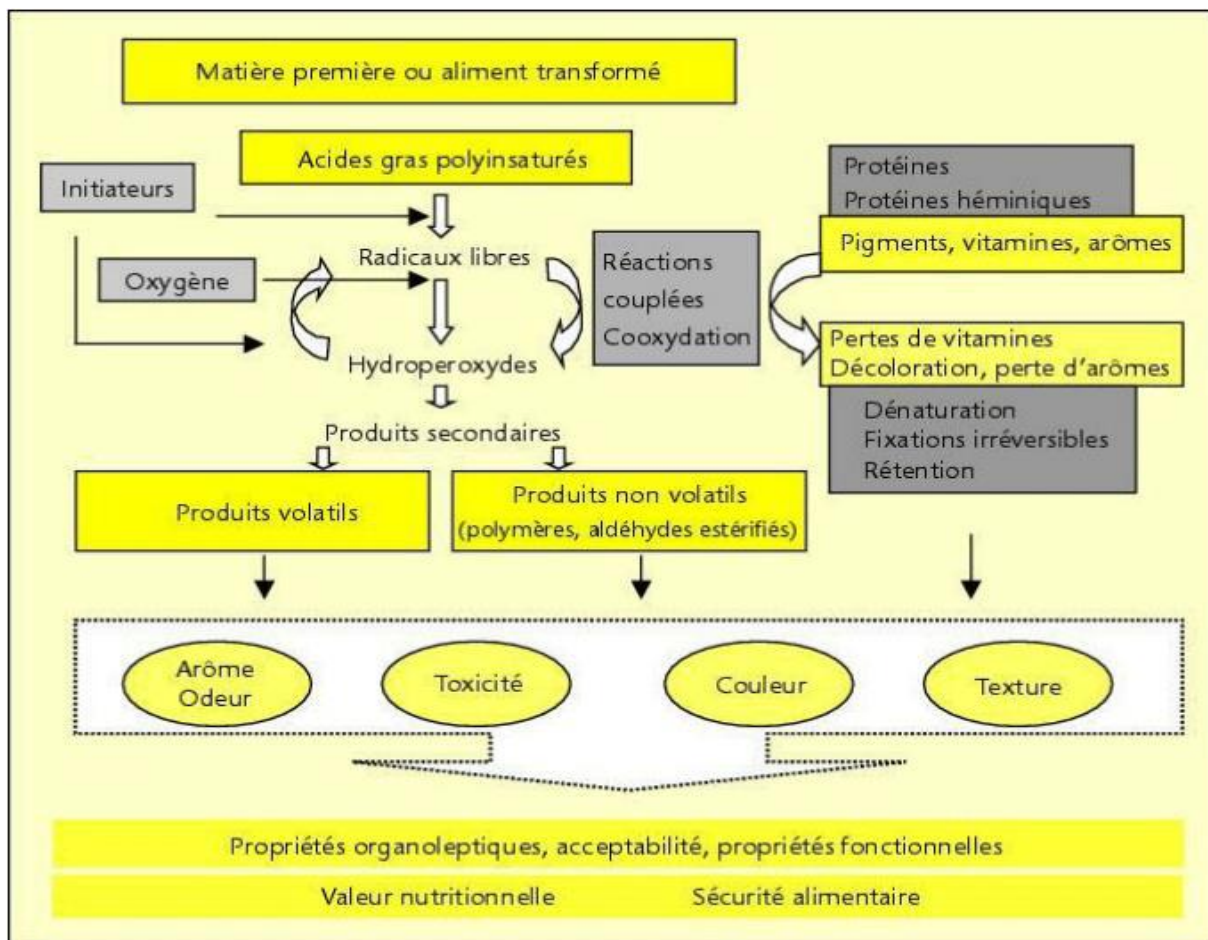 Matière première ou aliment transformé
Acides gras polyinsaturés
Initiateurs
Radicaux libres
Oxygène
Hydroperoxydes
Réactions
couplées
Cooxydation
Protéines
Protéines héminiques
Pigments, vitamines, arômes
Pertes de vitamines
Décoloration, perte d'arômes
Dénaturation
Fixations irréversibles
Rétention
Produits secondaires
Produits volatils
Produits non volatils
(polymères, aldéhydes estérifiés)
Arôme
Odeur
Toxicité
Couleur
Texture
Propriétés organoleptiques, acceptabilité, propriétés fonctionnelles
Valeur nutritionnelle Sécurité alimentaire